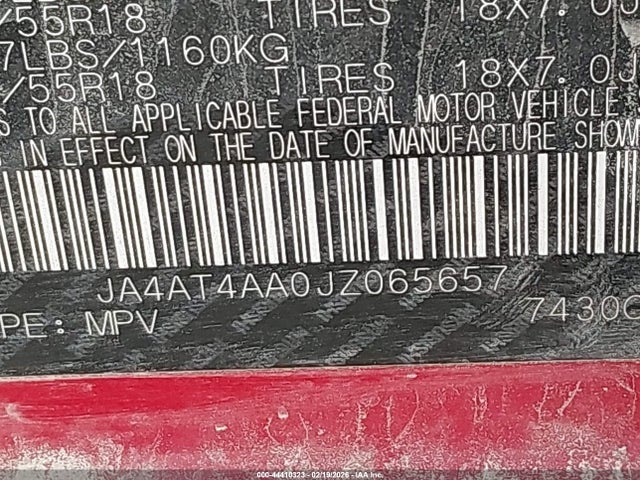 /55R18 TIRES 18X7.0J
7LBS/1160KG
/55R18 TIRES 18X7.0J
S TO ALL APPLICABLE FEDERAL MOTOR VEHICLE
IN EFFECT ON THE DATE OF MANUFACTURE SHOWN
JA4AT4AA0JZ065657
PE: MPV 7430C
000-44410323 - 02/19/2026 - IAA Inc.